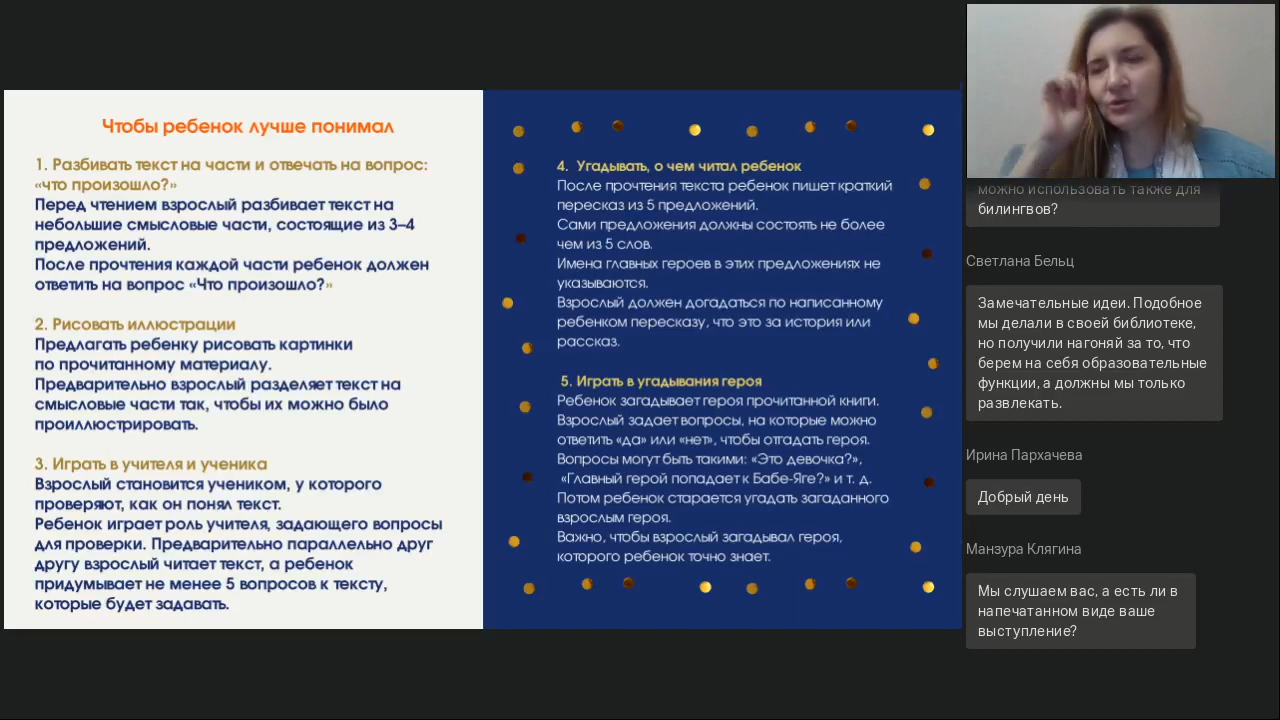 Чтобы ребенок лучше понимал
1. Разбивать текст на части и отвечать на вопрос:
«что произошло?»
Перед чтением взрослый разбивает текст на
небольшие смысловые части, состоящие из 3–4
предложений.
После прочтения каждой части ребенок должен
ответить на вопрос «Что произошло?»
2. Рисовать иллюстрации
Предлагать ребенку рисовать картинки
по прочитанному материалу.
Предварительно взрослый разделяет текст на
смысловые части так, чтобы их можно было
проиллюстрировать.
3. Играть в учителя и ученика
Взрослый становится учеником, у которого
проверяют, как он понял текст.
Ребенок играет роль учителя, задающего вопросы
для проверки. Предварительно параллельно друг
другу взрослый читает текст, а ребенок
придумывает не менее 5 вопросов к тексту,
которые будет задавать.
4. Угадывать, о чем читал ребенок
После прочтения текста ребенок пишет краткий
пересказ из 5 предложений.
Сами предложения должны состоять не более
чем из 5 слов.
Имена главных героев в этих предложениях не
указываются.
Взрослый должен догадаться по написанному
ребенком пересказу, что это за история или
рассказ.
5. Играть в угадывания героя
Ребенок загадывает героя прочитанной книги.
Взрослый задает вопросы, на которые можно
ответить «да» или «нет», чтобы отгадать героя.
Вопросы могут быть такими: «Это девочка?»,
«Главный герой попадает к Бабе-Яге?» и т. д.
Потом ребенок старается угадать загаданного
взрослым героя.
Важно, чтобы взрослый загадывал героя,
которого ребенок точно знает.
можно использовать также для
билингвов?
Светлана Бельц
Замечательные идеи. Подобное
мы делали в своей библиотеке,
но получили нагоняй за то, что
берем на себя образовательные
функции, а должны мы только
развлекать.
Ирина Пархачева
Добрый день
Манзура Клягина
Мы слушаем вас, а есть ли в
напечатанном виде ваше
выступление?